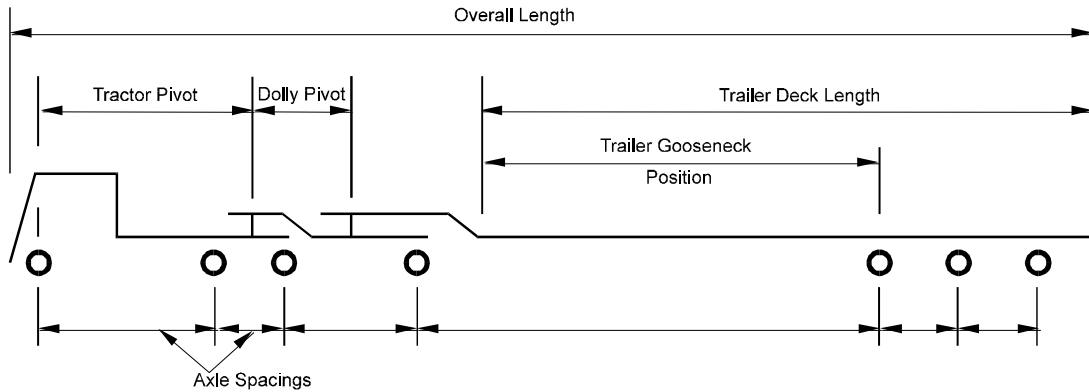 Overall Length
Tractor Pivot
Dolly Pivot
Trailer Deck Length
Trailer Gooseneck
Position
Axle Spacings